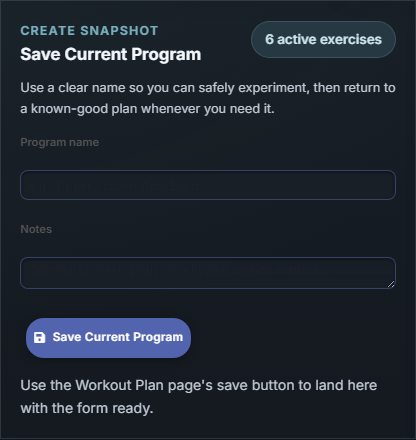 CREATE SNAPSHOT
Save Current Program
6 active exercises
Use a clear name so you can safely experiment, then return to
a known-good plan whenever you need it.
Program name
Notes
Save Current Program
Use the Workout Plan page's save button to land here
with the form ready.